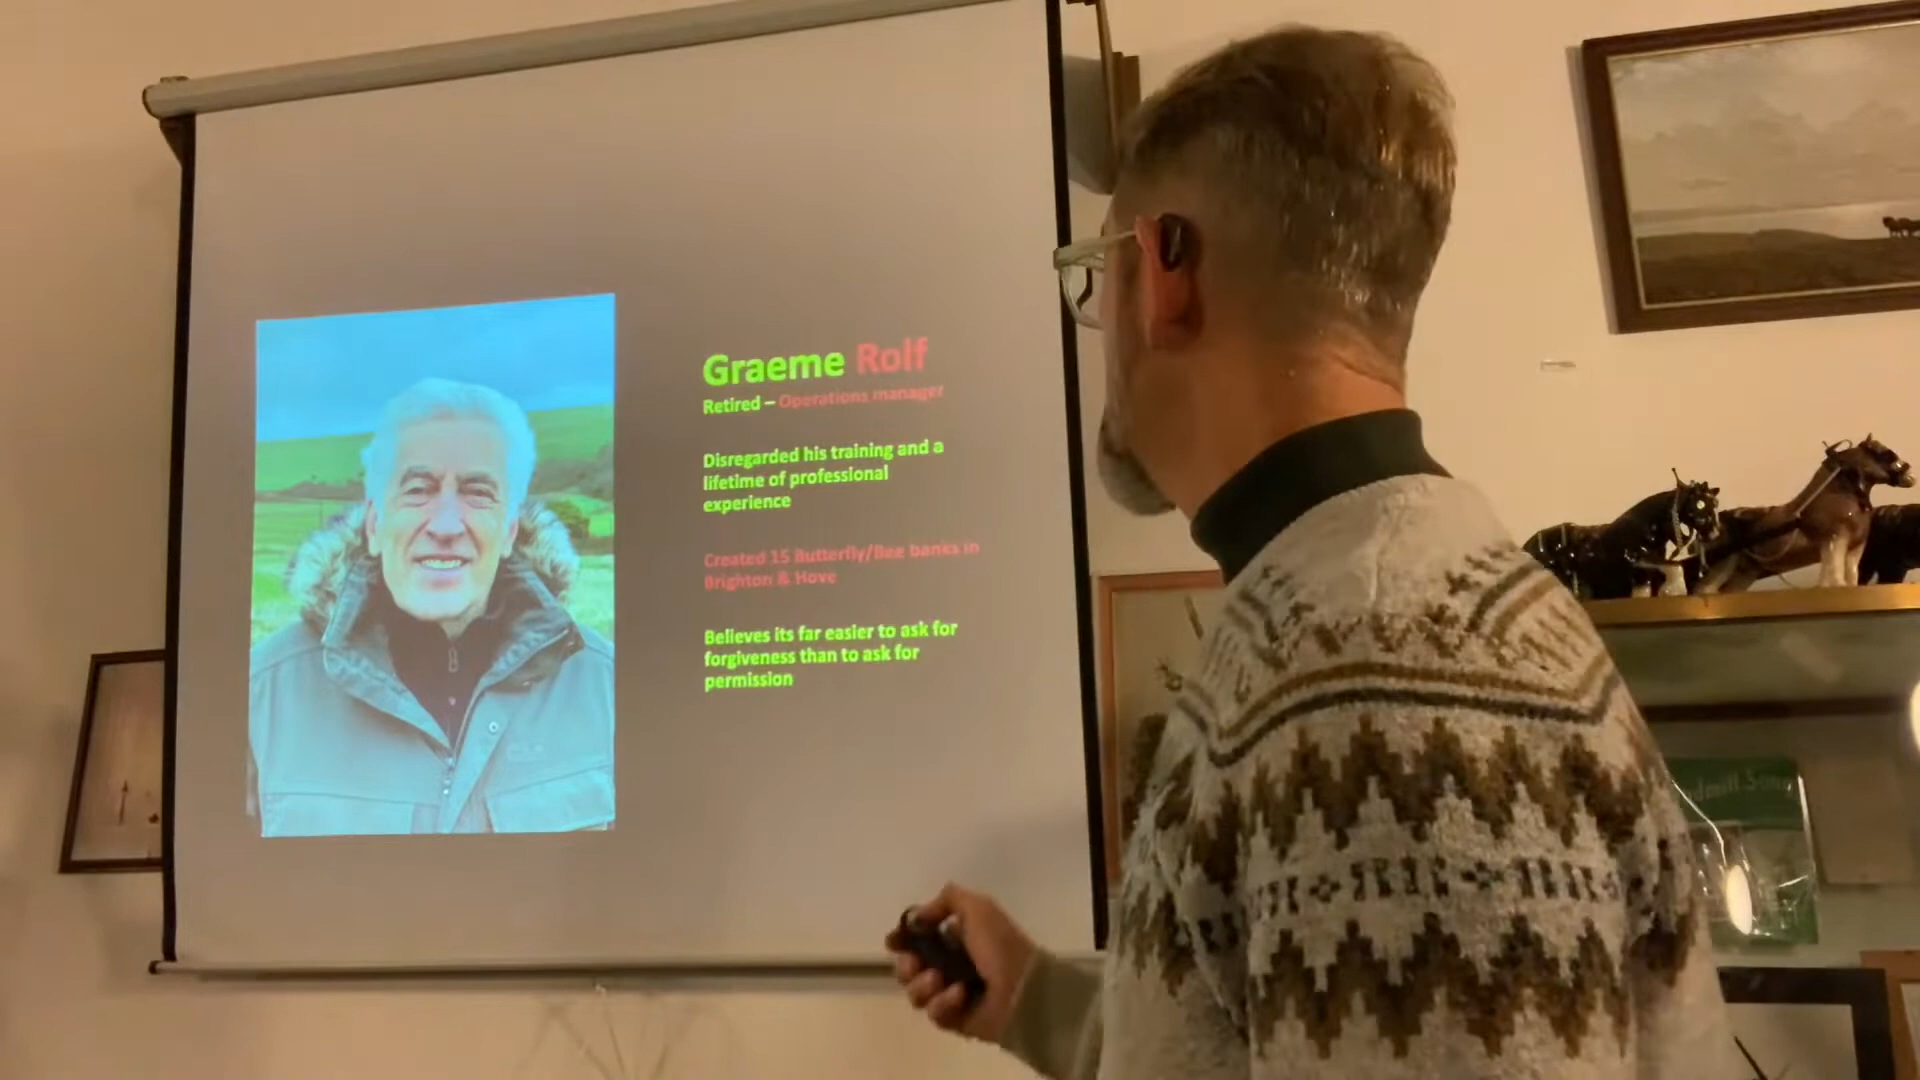 Graeme Rolf
Retired – Operations manager
Disregarded his training and a
lifetime of professional
experience
Created 15 Butterfly/Bee banks in
Brighton & Hove
Believes its far easier to ask for
forgiveness than to ask for
permission